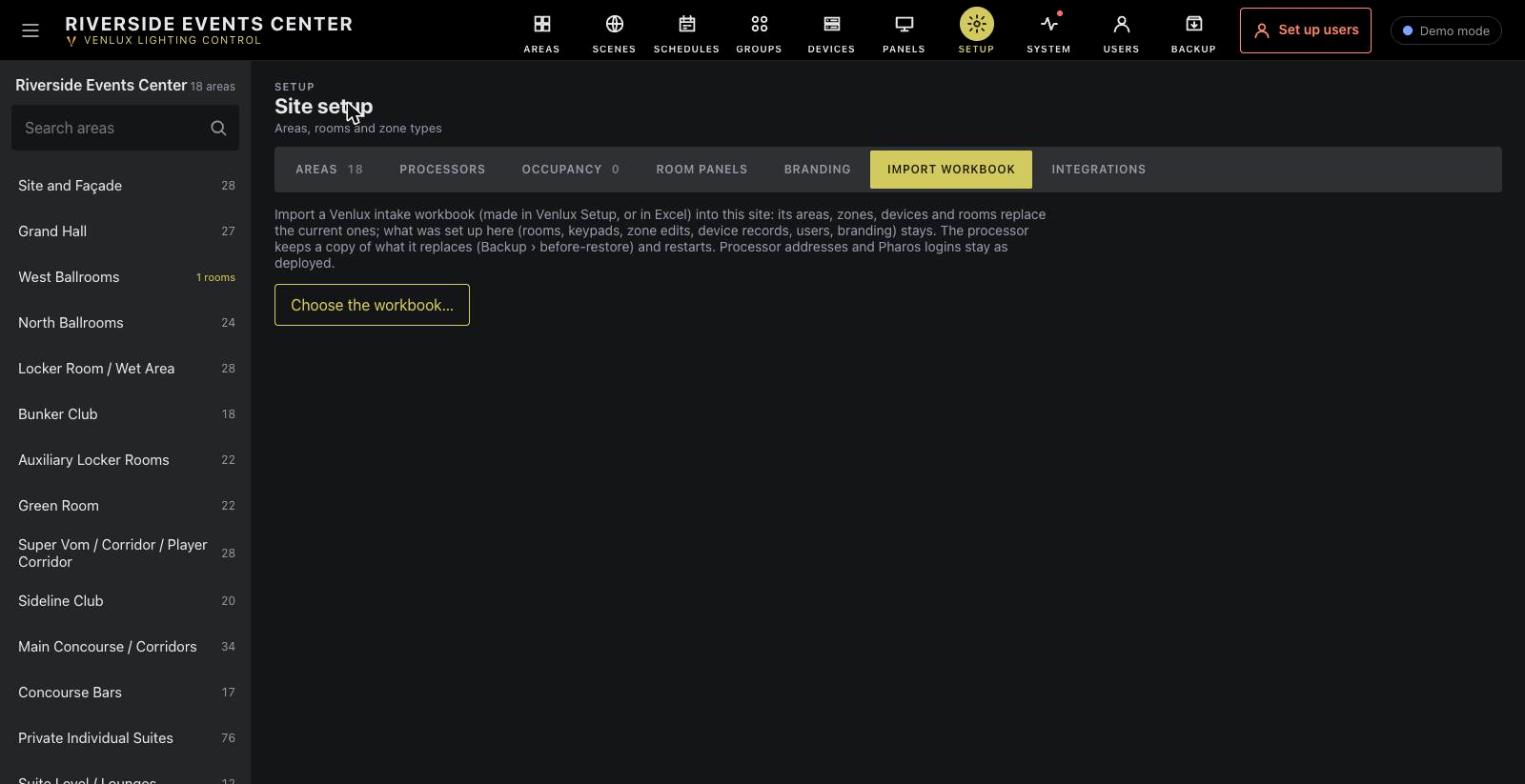 RIVERSIDE EVENTS CENTER
VENLUX LIGHTING CONTROL
AREAS
SCENES
SCHEDULES
GROUPS
DEVICES
PANELS
SETUP
SYSTEM
USERS
BACKUP
Set up users
Demo mode
Riverside Events Center 18 areas
Search areas
Site and Façade 28
Grand Hall 27
West Ballrooms 1 rooms
North Ballrooms 24
Locker Room / Wet Area 28
Bunker Club 18
Auxiliary Locker Rooms 22
Green Room 22
Super Vom / Corridor / Player
Corridor 28
Sideline Club 20
Main Concourse / Corridors 34
Concourse Bars 17
Private Individual Suites 76
Suite Level / Lounges 12
SETUP
Site setup
Areas, rooms and zone types
AREAS 18
PROCESSORS
OCCUPANCY 0
ROOM PANELS
BRANDING
IMPORT WORKBOOK
INTEGRATIONS
Import a Venlux intake workbook (made in Venlux Setup, or in Excel) into this site: its areas, zones, devices and rooms replace
the current ones; what was set up here (rooms, keypads, zone edits, device records, users, branding) stays. The processor
keeps a copy of what it replaces (Backup › before-restore) and restarts. Processor addresses and Pharos logins stay as
deployed.
Choose the workbook...